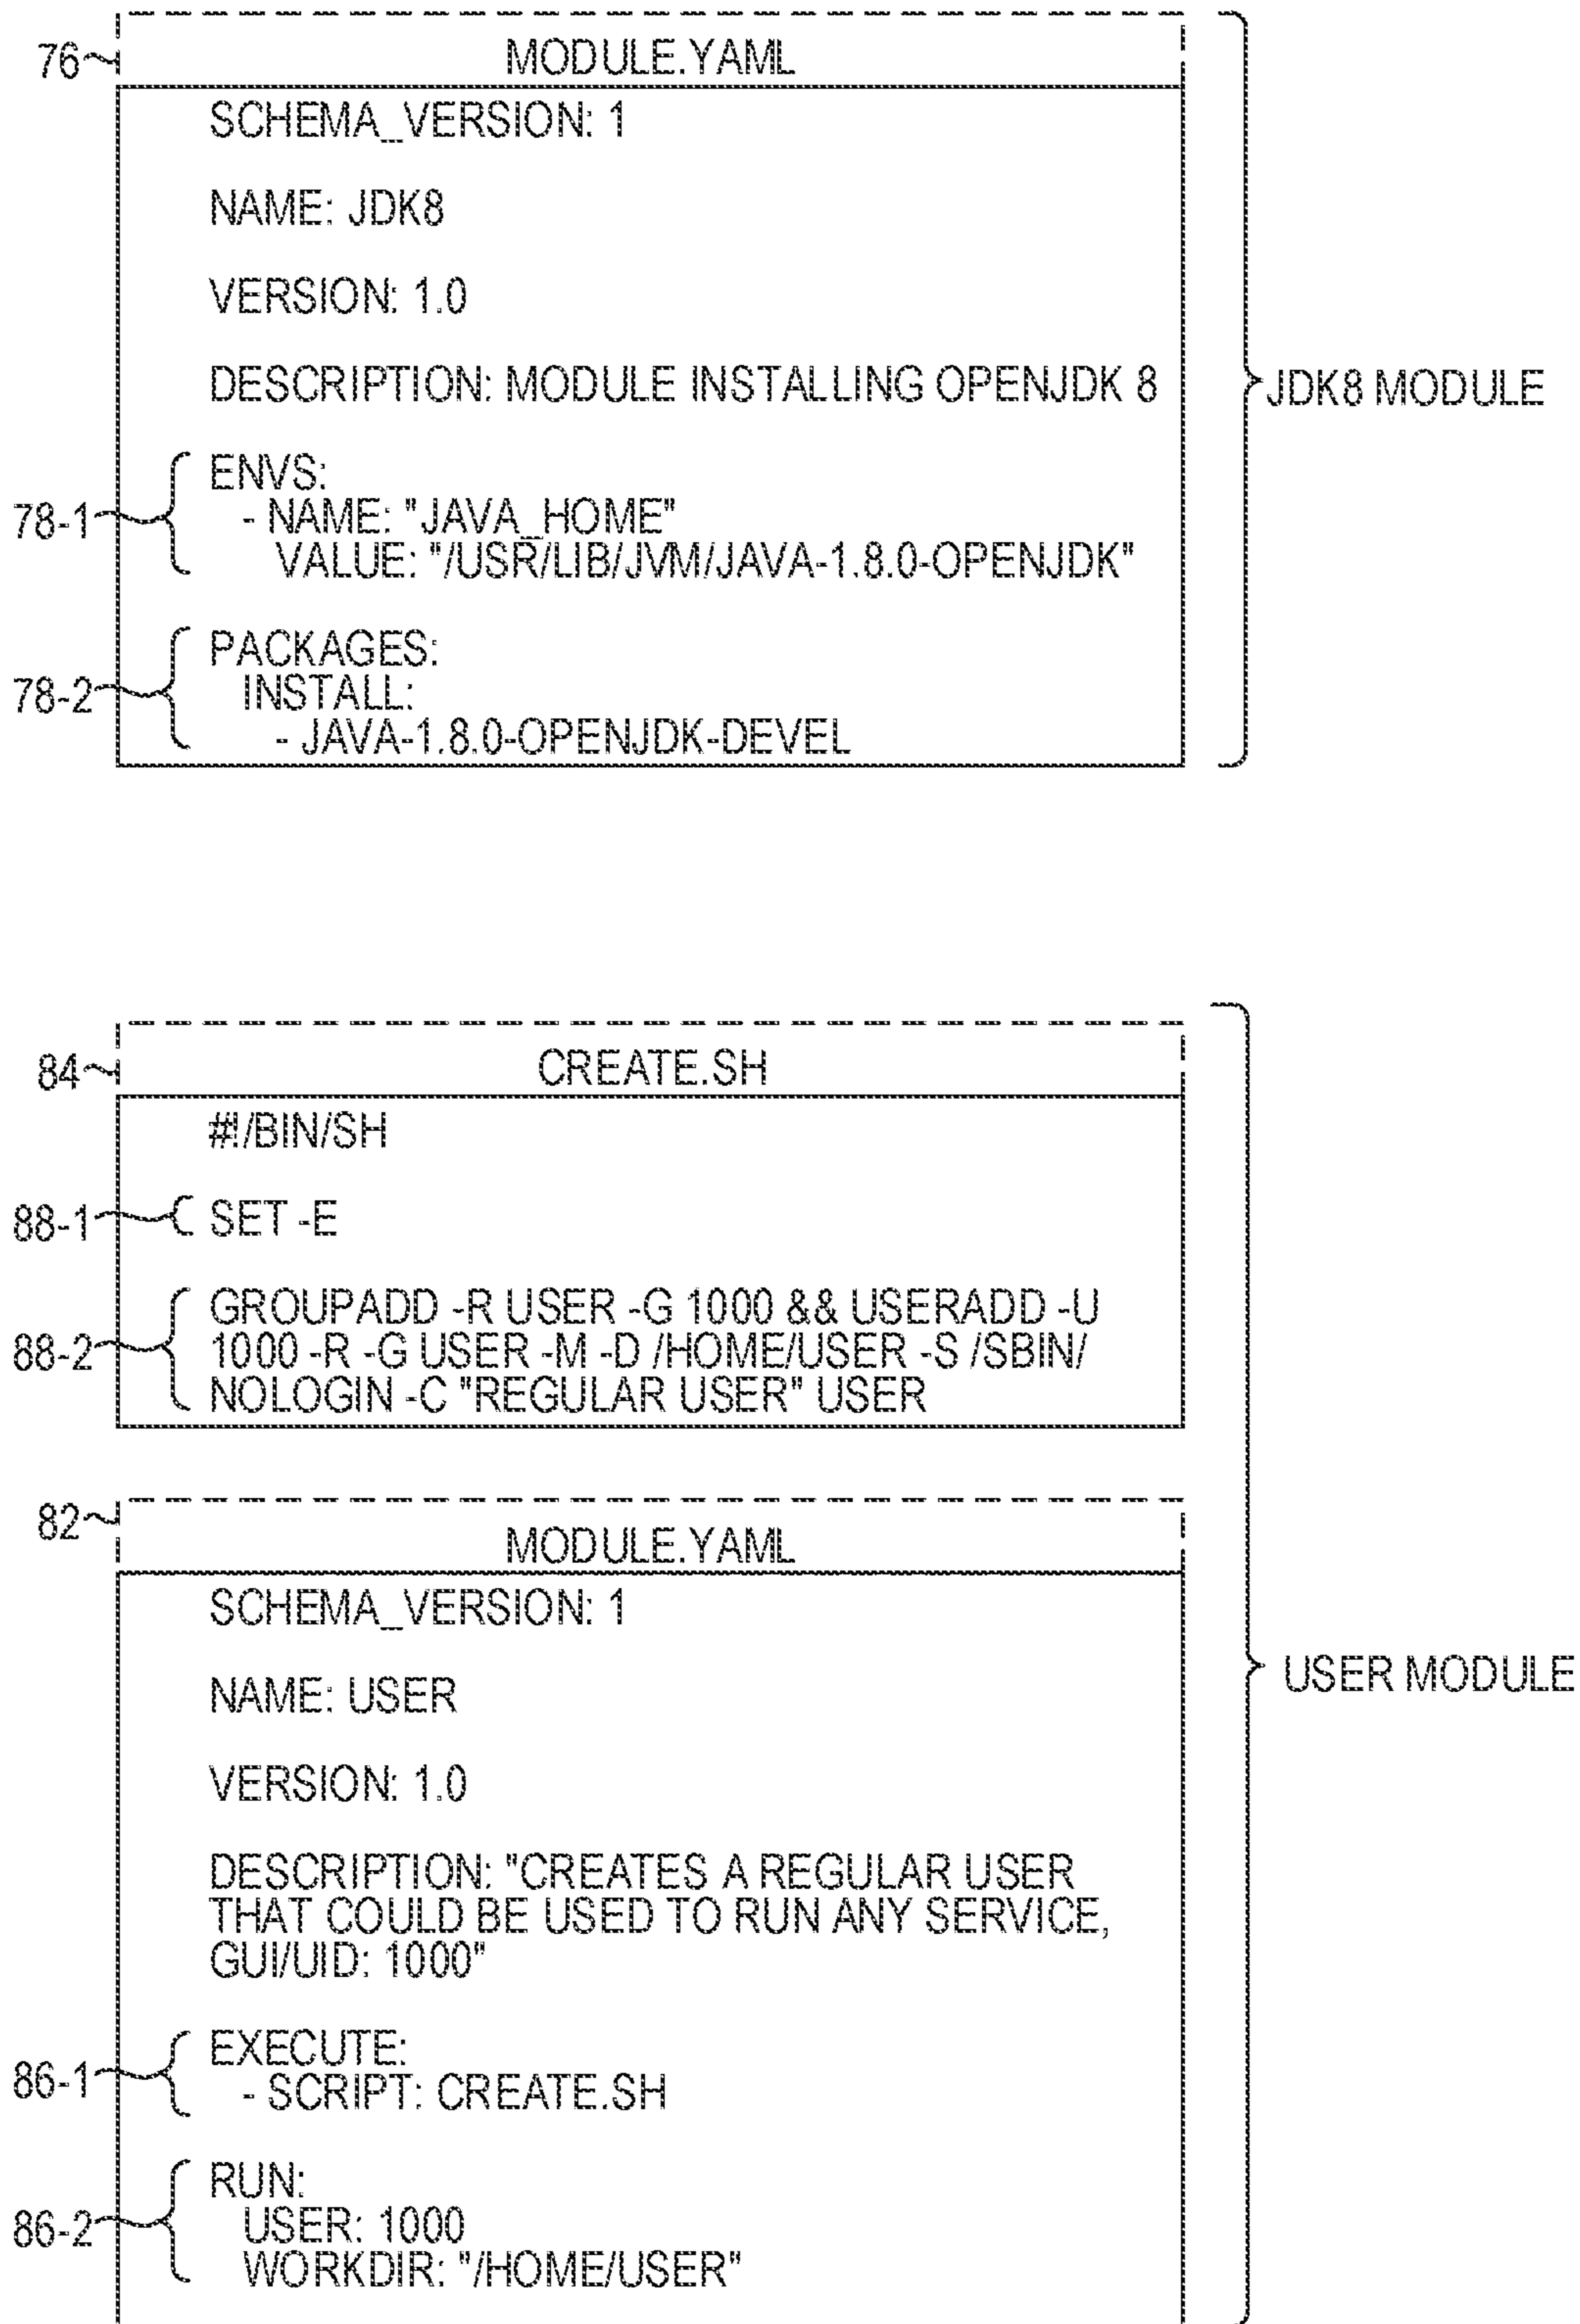 76
MODULE.YAML
SCHEMA_VERSION: 1
NAME: JDK8
VERSION: 1.0
DESCRIPTION: MODULE INSTALLING OPENJDK 8
JDK8 MODULE
78-1
ENVS:
- NAME: "JAVA_HOME"
VALUE: "/USR/LIB/JVM/JAVA-1.8.0-OPENJDK"
78-2
PACKAGES:
INSTALL:
- JAVA-1.8.0-OPENJDK-DEVEL
84
CREATE.SH
#!/BIN/SH
88-1
SET -E
88-2
GROUPADD -R USER -G 1000 && USERADD -U
1000 -R -G USER -M -D /HOME/USER -S /SBIN/
NOLOGIN -C "REGULAR USER" USER
82
MODULE.YAML
SCHEMA_VERSION: 1
USER MODULE
NAME: USER
VERSION: 1.0
DESCRIPTION: "CREATES A REGULAR USER
THAT COULD BE USED TO RUN ANY SERVICE,
GUI/UID: 1000"
86-1
EXECUTE:
- SCRIPT: CREATE.SH
86-2
RUN:
USER: 1000
WORKDIR: "/HOME/USER"